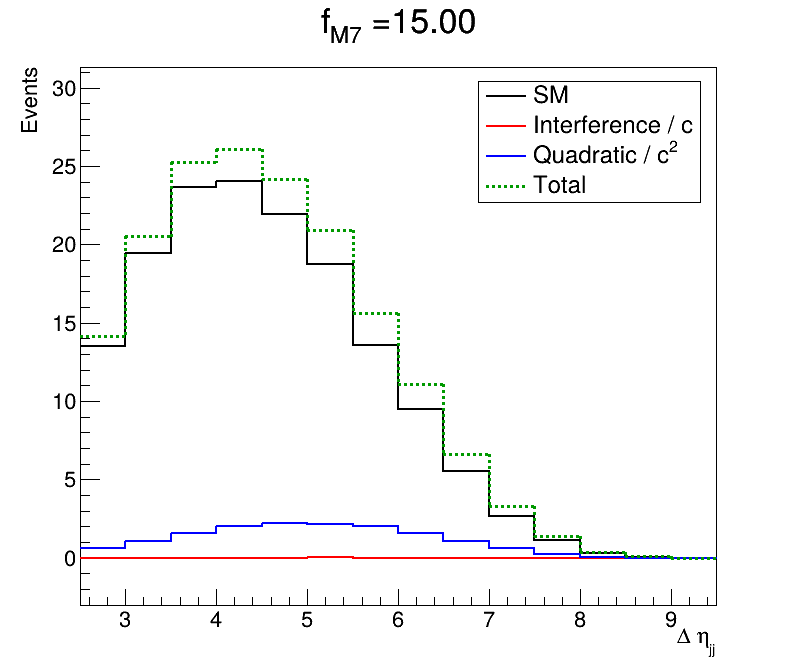 f_M7 =15.00
Events
SM
Interference / c
Quadratic / c²
Total
30
25
20
15
10
5
0
3 4 5 6 7 8 9
Δ η_jj